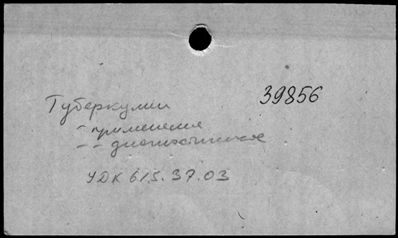 Туберкулин 39856
- применение
- - диагностическое
УДК 615.37.03